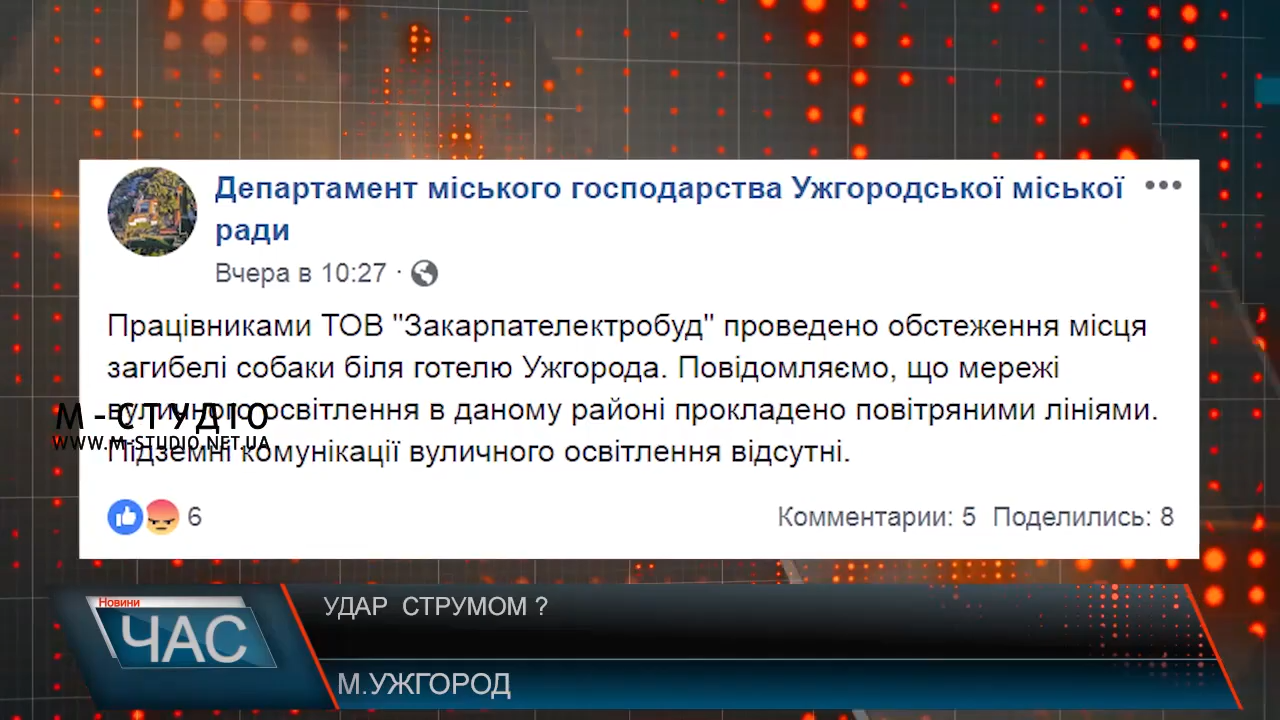 Департамент міського господарства Ужгородської міської
ради
Вчера в 10:27 ·
Працівниками ТОВ "Закарпателектробуд" проведено обстеження місця
загибелі собаки біля готелю Ужгорода. Повідомляємо, що мережі
вуличного освітлення в даному районі прокладено повітряними лініями.
М-СТУДІО
WWW.M-STUDIO.NET.UA
Підземні комунікації вуличного освітлення відсутні.
6
Комментарии: 5 Поделились: 8
Новини
ЧАС
УДАР СТРУМОМ ?
М.УЖГОРОД